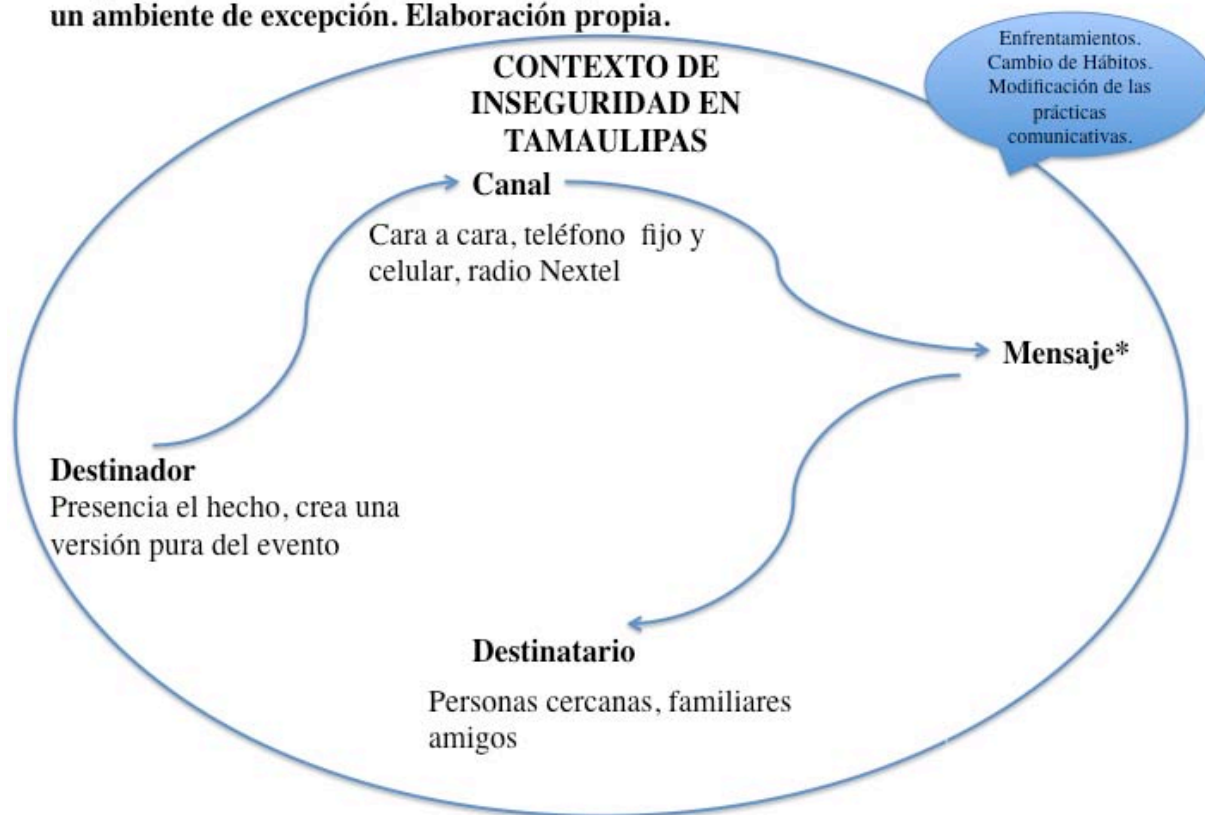 un ambiente de excepción. Elaboración propia.
CONTEXTO DE
INSEGURIDAD EN
TAMAULIPAS
Enfrentamientos.
Cambio de Hábitos.
Modificación de las
prácticas
comunicativas.
Canal
Cara a cara, teléfono fijo y
celular, radio Nextel
Mensaje*
Destinador
Presencia el hecho, crea una
versión pura del evento
Destinatario
Personas cercanas, familiares
amigos